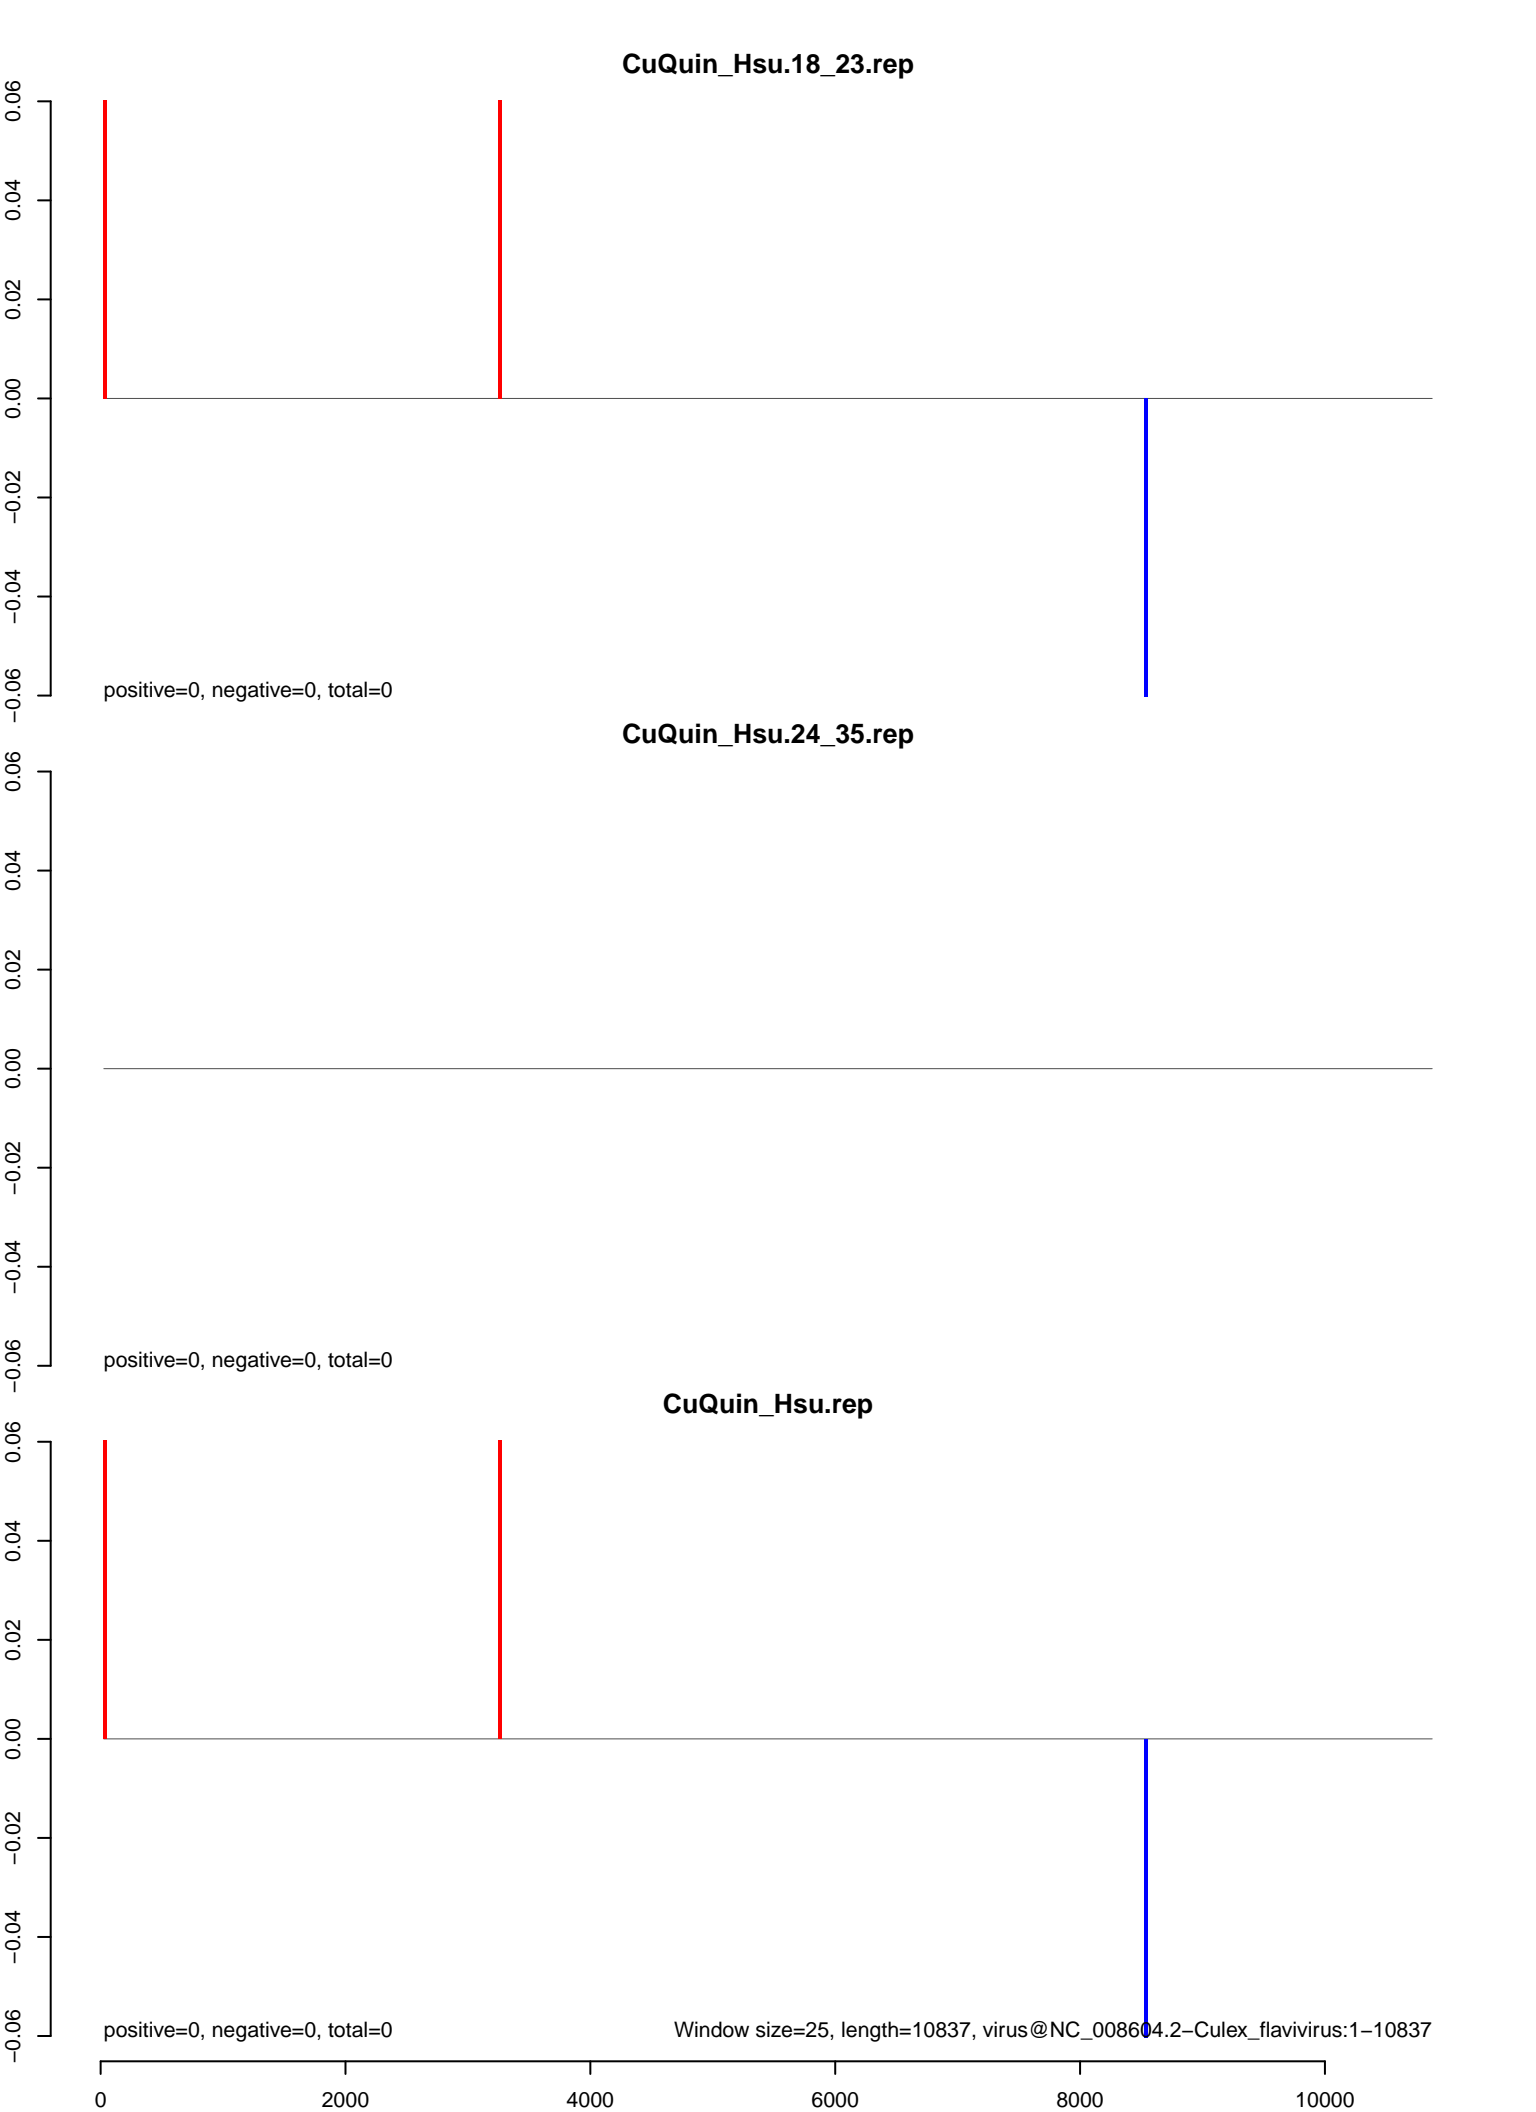 CuQuin_Hsu.18_23.rep
0.06
0.04
0.02
0.00
−0.02
−0.04
−0.06
positive=0, negative=0, total=0
CuQuin_Hsu.24_35.rep
0.06
0.04
0.02
0.00
−0.02
−0.04
−0.06
positive=0, negative=0, total=0
CuQuin_Hsu.rep
0.06
0.04
0.02
0.00
−0.02
−0.04
−0.06
positive=0, negative=0, total=0
Window size=25, length=10837, virus@NC_008604.2−Culex_flavivirus:1−10837
0 2000 4000 6000 8000 10000